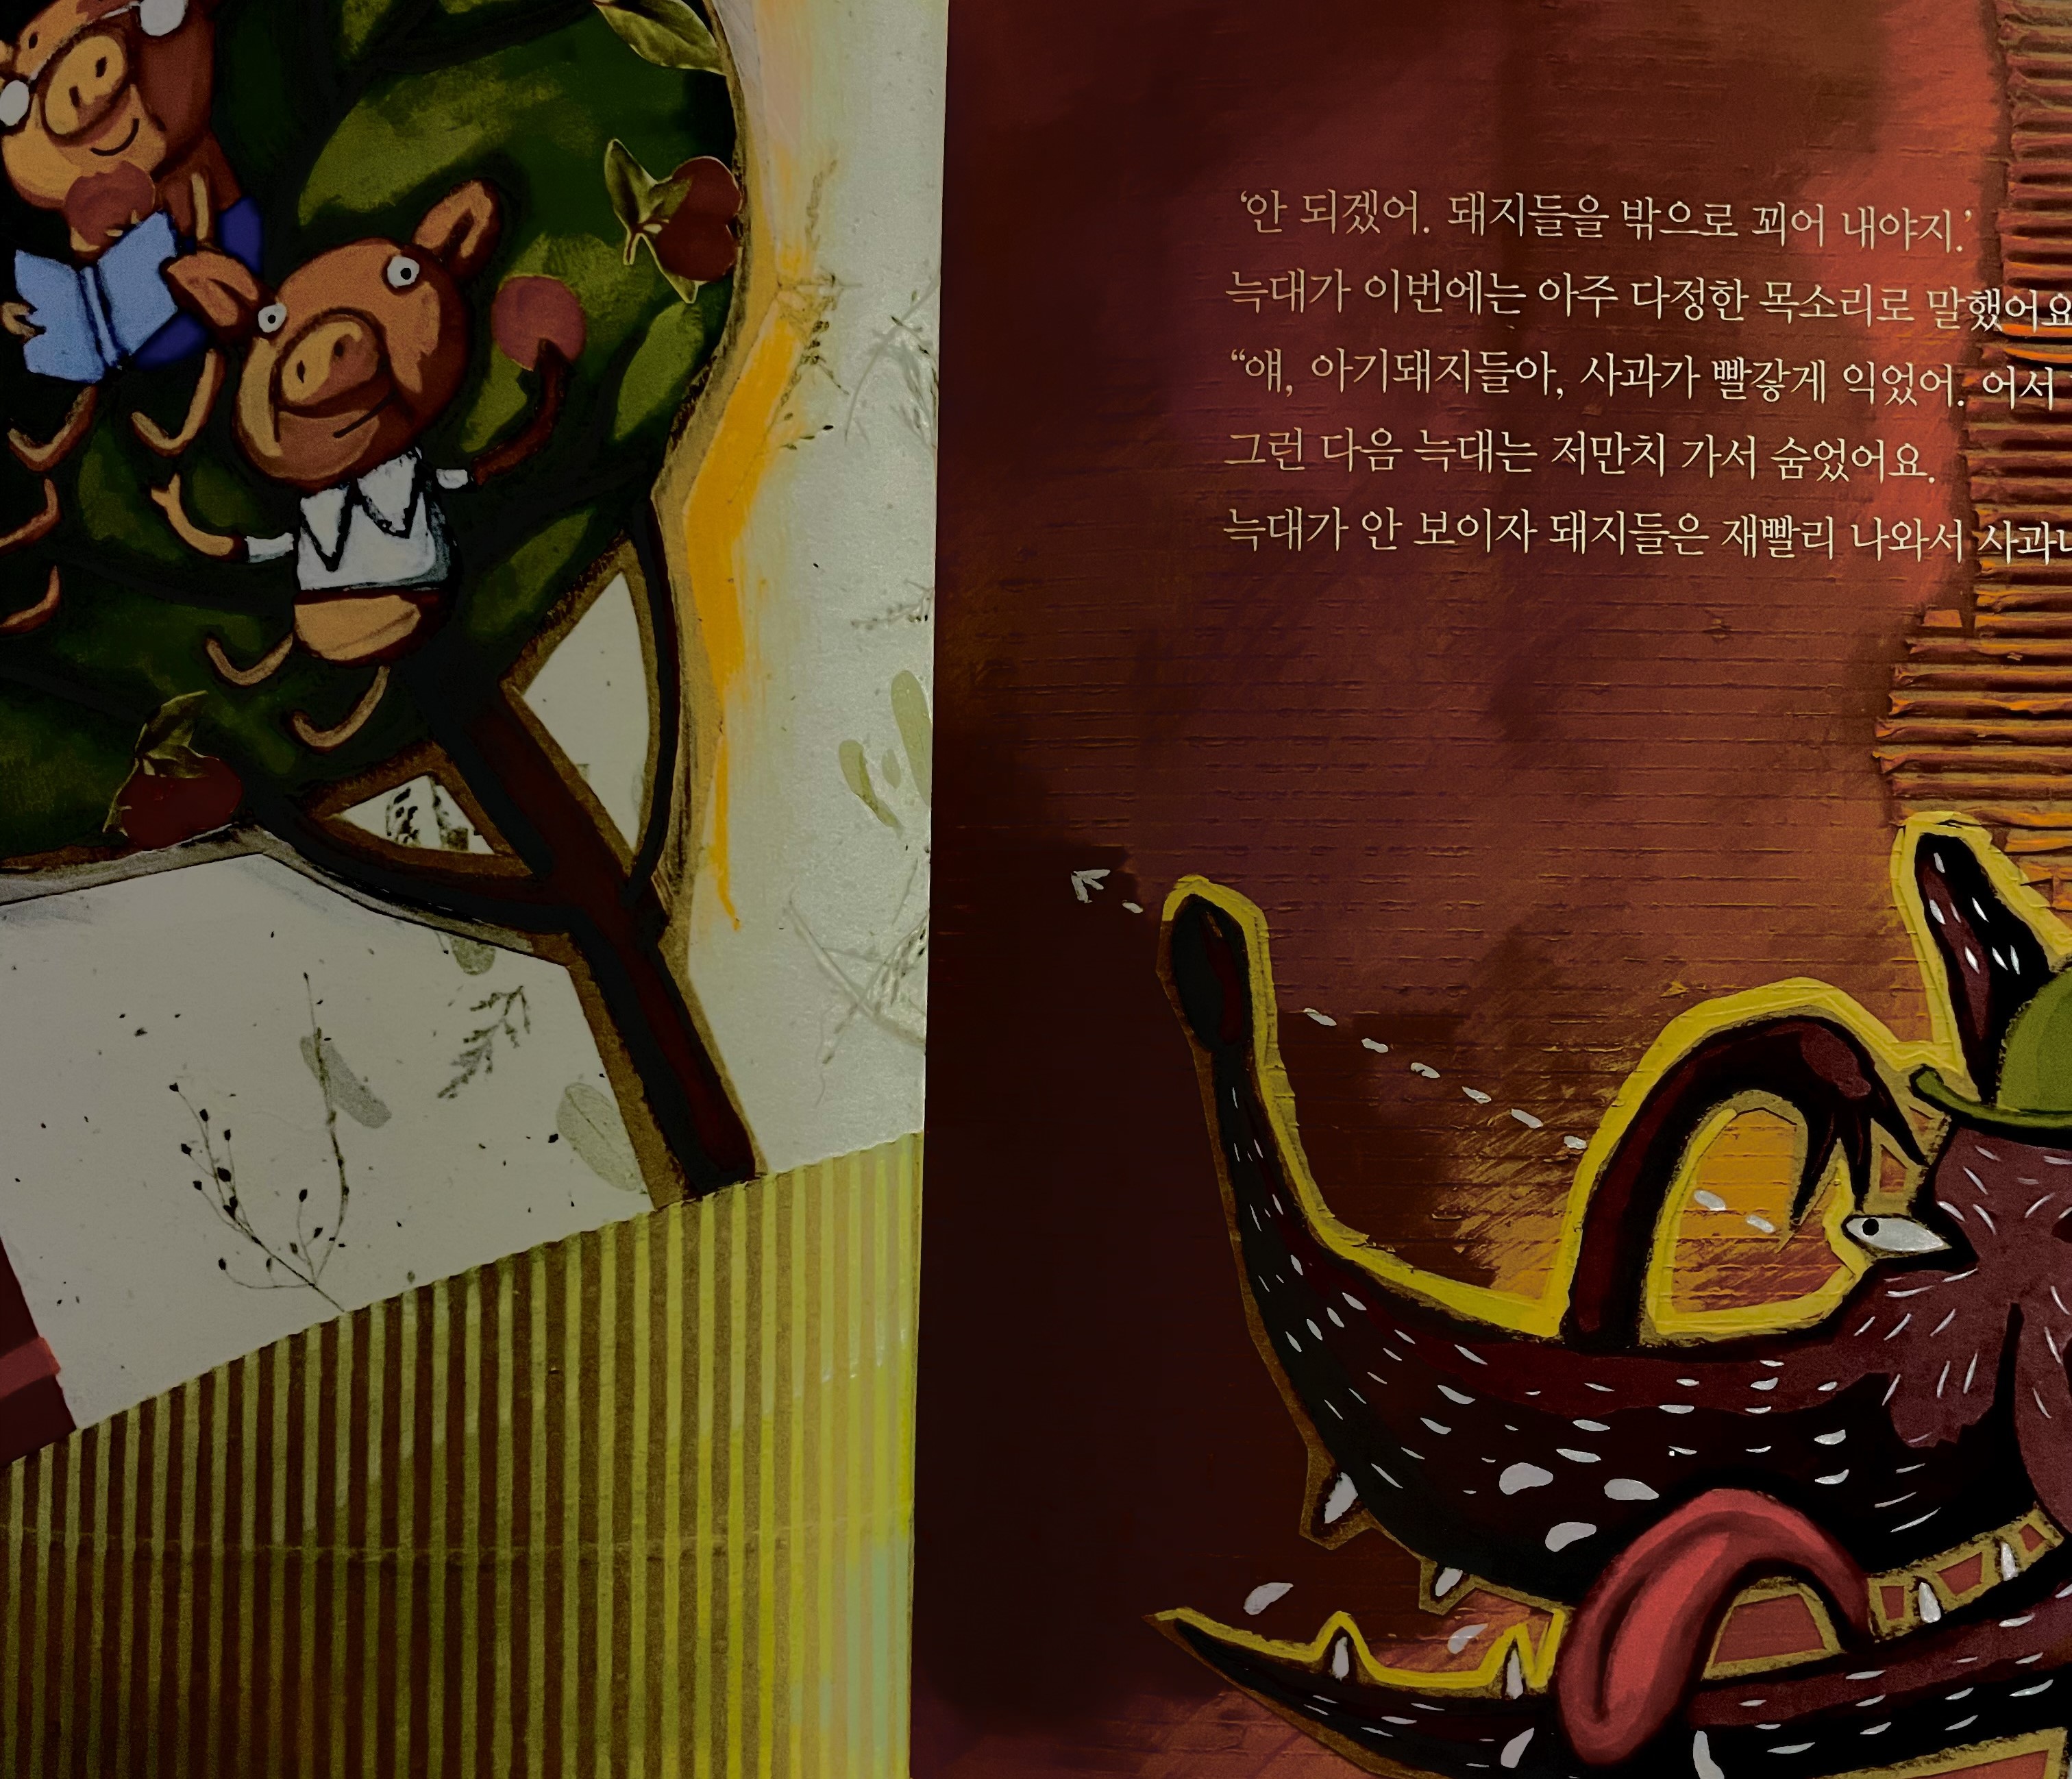 ‘안 되겠어. 돼지들을 밖으로 꾀어 내야지.’
늑대가 이번에는 아주 다정한 목소리로 말했어요
“얘, 아기돼지들아, 사과가 빨갛게 익었어. 어서
그런 다음 늑대는 저만치 가서 숨었어요.
늑대가 안 보이자 돼지들은 재빨리 나와서